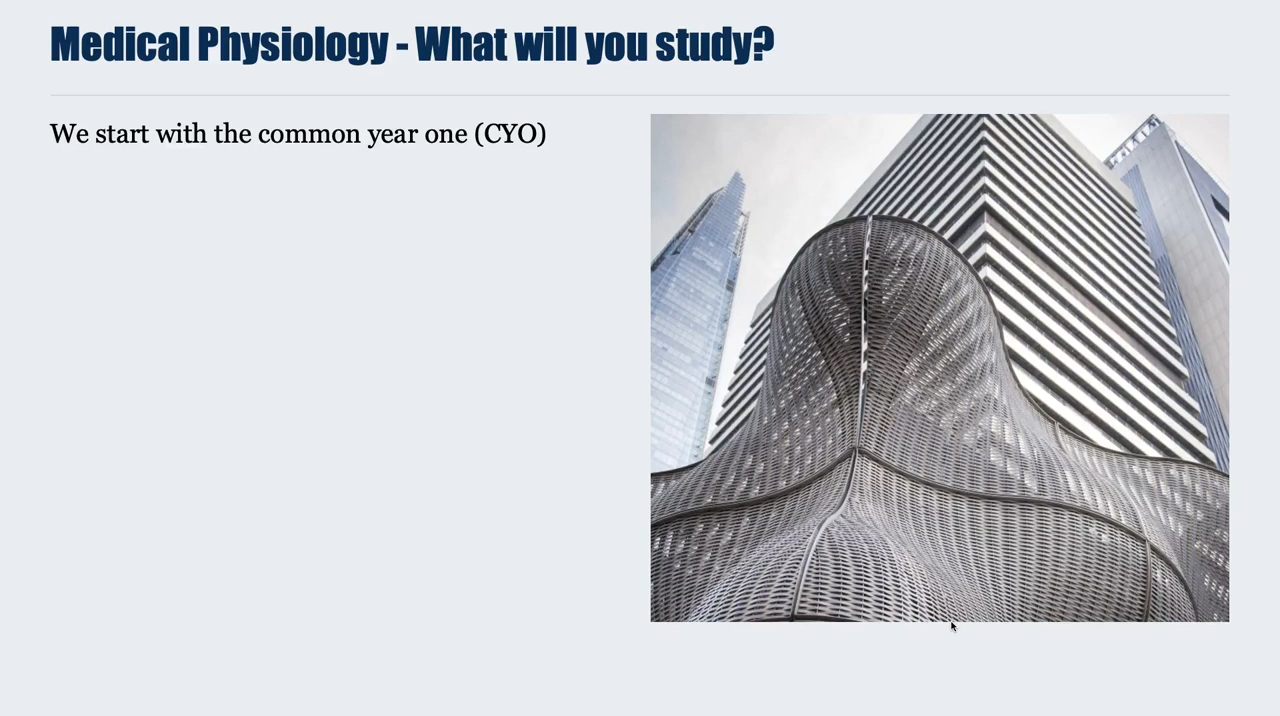 Medical Physiology - What will you study?
We start with the common year one (CYO)